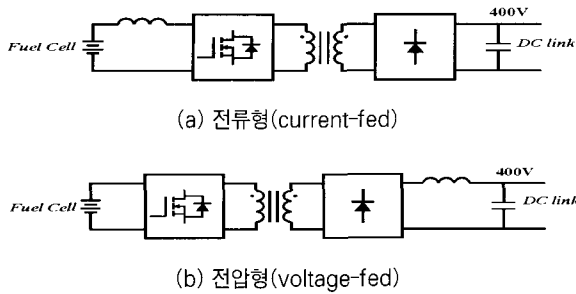 400V
Fuel Cell
DC link
(a) 전류형(current-fed)
400V
Fuel Cell
DC link
(b) 전압형(voltage-fed)